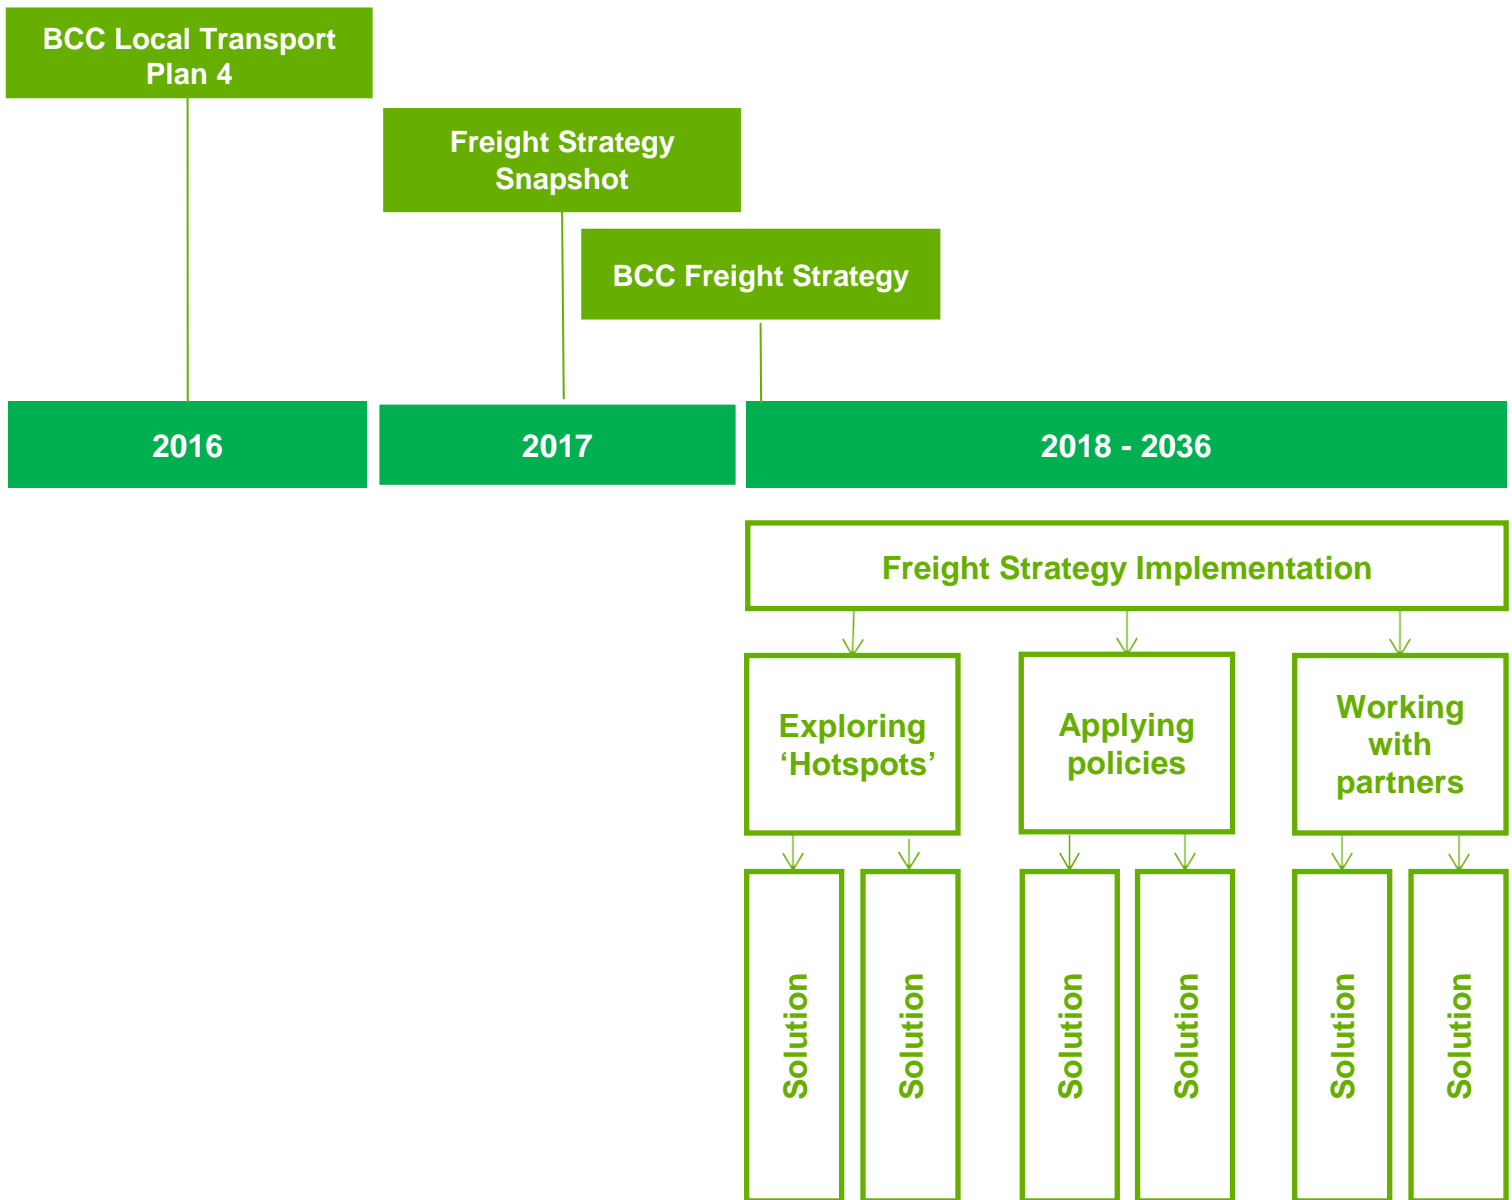 BCC Local Transport
Plan 4
Freight Strategy
Snapshot
BCC Freight Strategy
2016
2017
2018 - 2036
Freight Strategy Implementation
Exploring
‘Hotspots’
Applying
policies
Working
with
partners
Solution
Solution
Solution
Solution
Solution
Solution